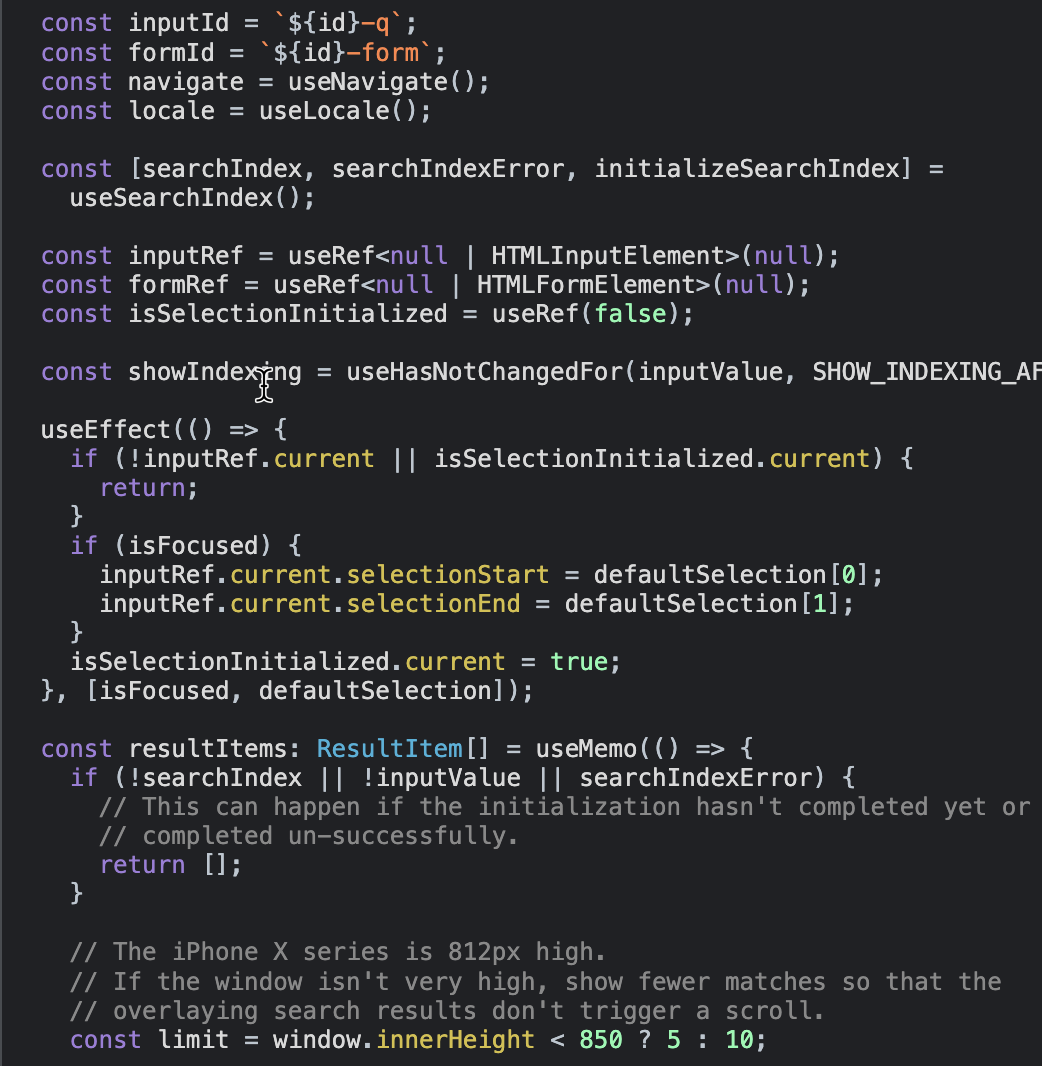 const inputId = `${id}-q`;
const formId = `${id}-form`;
const navigate = useNavigate();
const locale = useLocale();
const [searchIndex, searchIndexError, initializeSearchIndex] =
useSearchIndex();
const inputRef = useRef<null | HTMLInputElement>(null);
const formRef = useRef<null | HTMLFormElement>(null);
const isSelectionInitialized = useRef(false);
const showIndexing = useHasNotChangedFor(inputValue, SHOW_INDEXING_AF
useEffect(() => {
if (!inputRef.current || isSelectionInitialized.current) {
return;
}
if (isFocused) {
inputRef.current.selectionStart = defaultSelection[0];
inputRef.current.selectionEnd = defaultSelection[1];
}
isSelectionInitialized.current = true;
}, [isFocused, defaultSelection]);
const resultItems: ResultItem[] = useMemo(() => {
if (!searchIndex || !inputValue || searchIndexError) {
// This can happen if the initialization hasn't completed yet or
// completed un-successfully.
return [];
}
// The iPhone X series is 812px high.
// If the window isn't very high, show fewer matches so that the
// overlaying search results don't trigger a scroll.
const limit = window.innerHeight < 850 ? 5 : 10;